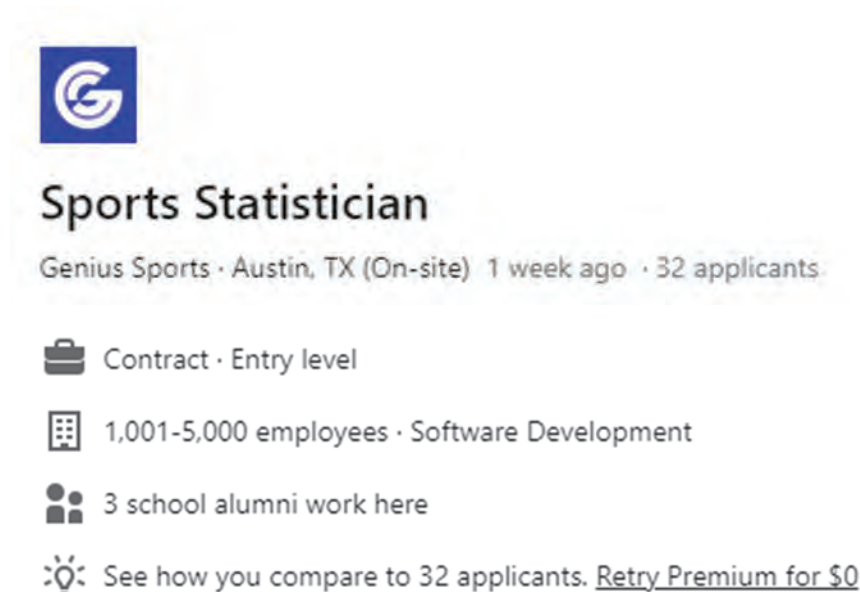 Sports Statistician
Genius Sports · Austin, TX (On-site) 1 week ago · 32 applicants
Contract · Entry level
1,001-5,000 employees · Software Development
3 school alumni work here
See how you compare to 32 applicants. Retry Premium for $0